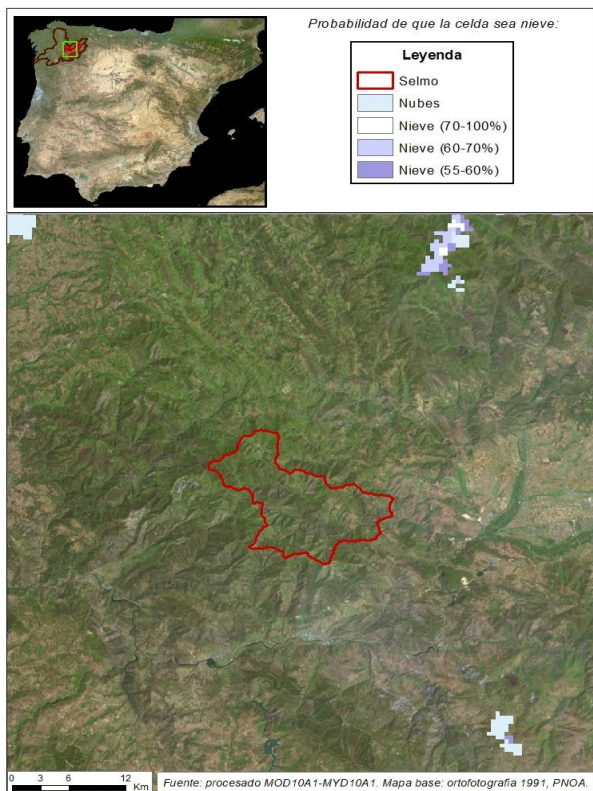 Probabilidad de que la celda sea nieve:
Leyenda
Selmo
Nubes
Nieve (70-100%)
Nieve (60-70%)
Nieve (55-60%)
0 3 6 12
Km
Fuente: procesado MOD10A1-MYD10A1. Mapa base: ortofotografia 1991, PNOA.